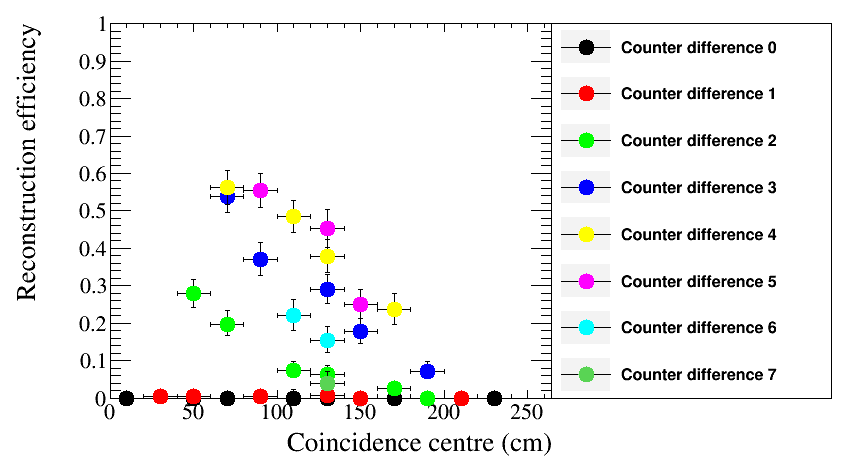 Reconstruction efficiency
1
0.9
0.8
0.7
0.6
0.5
0.4
0.3
0.2
0.1
0
0 50 100 150 200 250
Coincidence centre (cm)
Counter difference 0
Counter difference 1
Counter difference 2
Counter difference 3
Counter difference 4
Counter difference 5
Counter difference 6
Counter difference 7